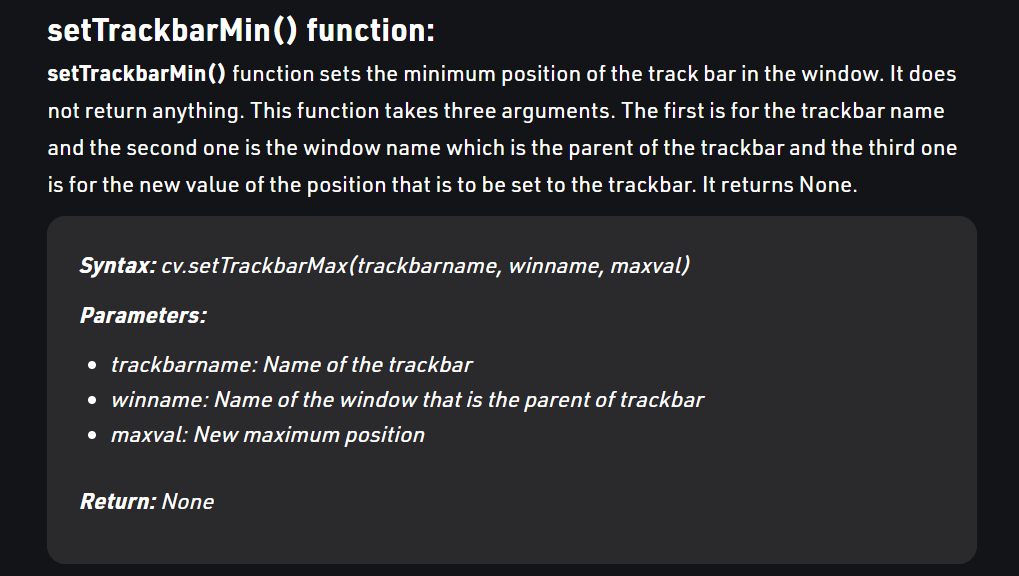 setTrackbarMin() function:
setTrackbarMin() function sets the minimum position of the track bar in the window. It does
not return anything. This function takes three arguments. The first is for the trackbar name
and the second one is the window name which is the parent of the trackbar and the third one
is for the new value of the position that is to be set to the trackbar. It returns None.
Syntax: cv.setTrackbarMax(trackbarname, winname, maxval)
Parameters:
• trackbarname: Name of the trackbar
• winname: Name of the window that is the parent of trackbar
• maxval: New maximum position
Return: None